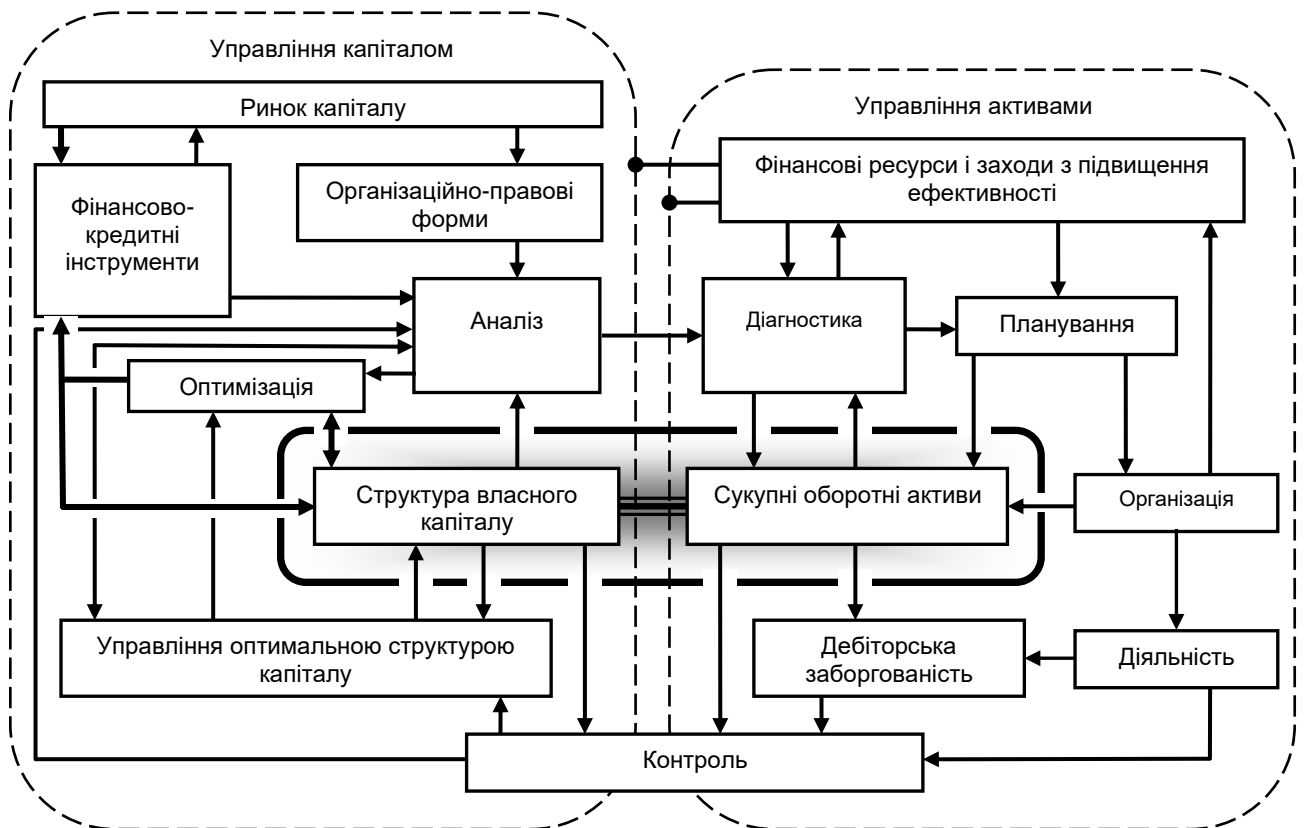 Управління капіталом
Ринок капіталу
Фінансово-
кредитні
інструменти
Організаційно-правові
форми
Аналіз
Оптимізація
Структура власного
капіталу
Управління оптимальною структурою
капіталу
Управління активами
Фінансові ресурси і заходи з підвищення
ефективності
Діагностика
Планування
Сукупні оборотні активи
Організація
Дебіторська
заборгованість
Діяльність
Контроль